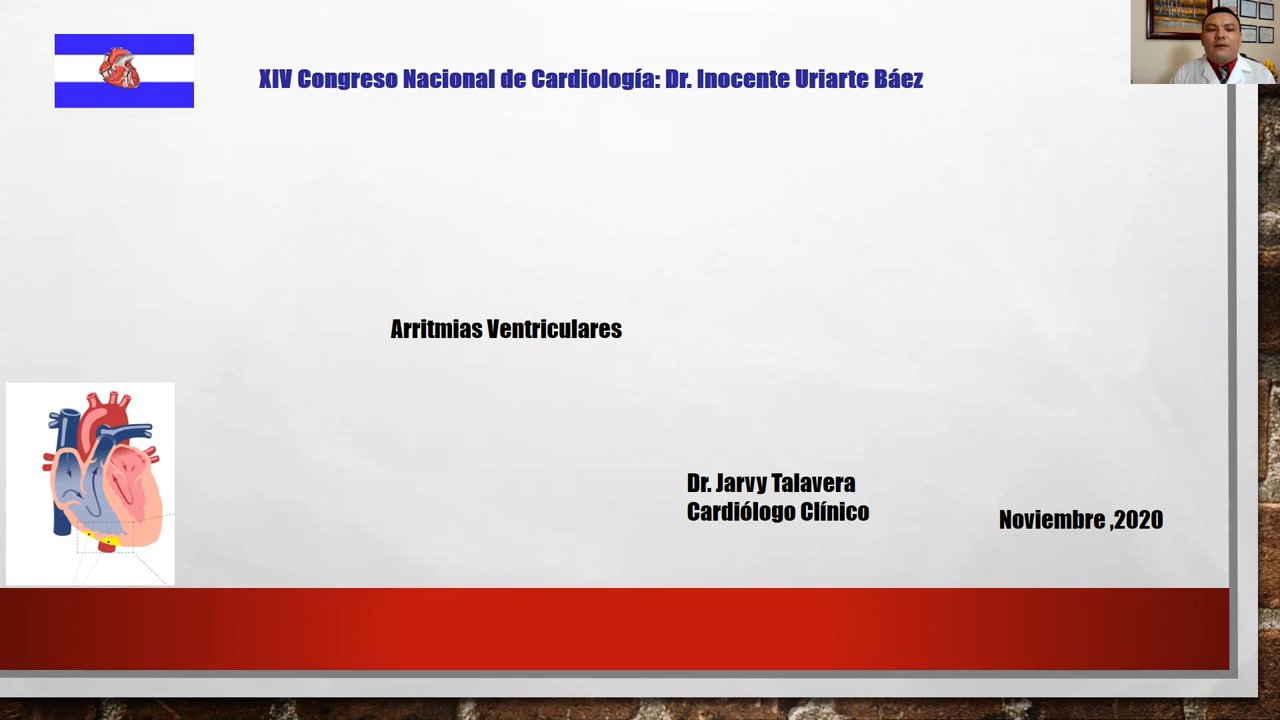 XIV Congreso Nacional de Cardiología: Dr. Inocente Uriarte Báez
Arritmias Ventriculares
Dr. Jarvy Talavera
Cardiólogo Clínico
Noviembre ,2020